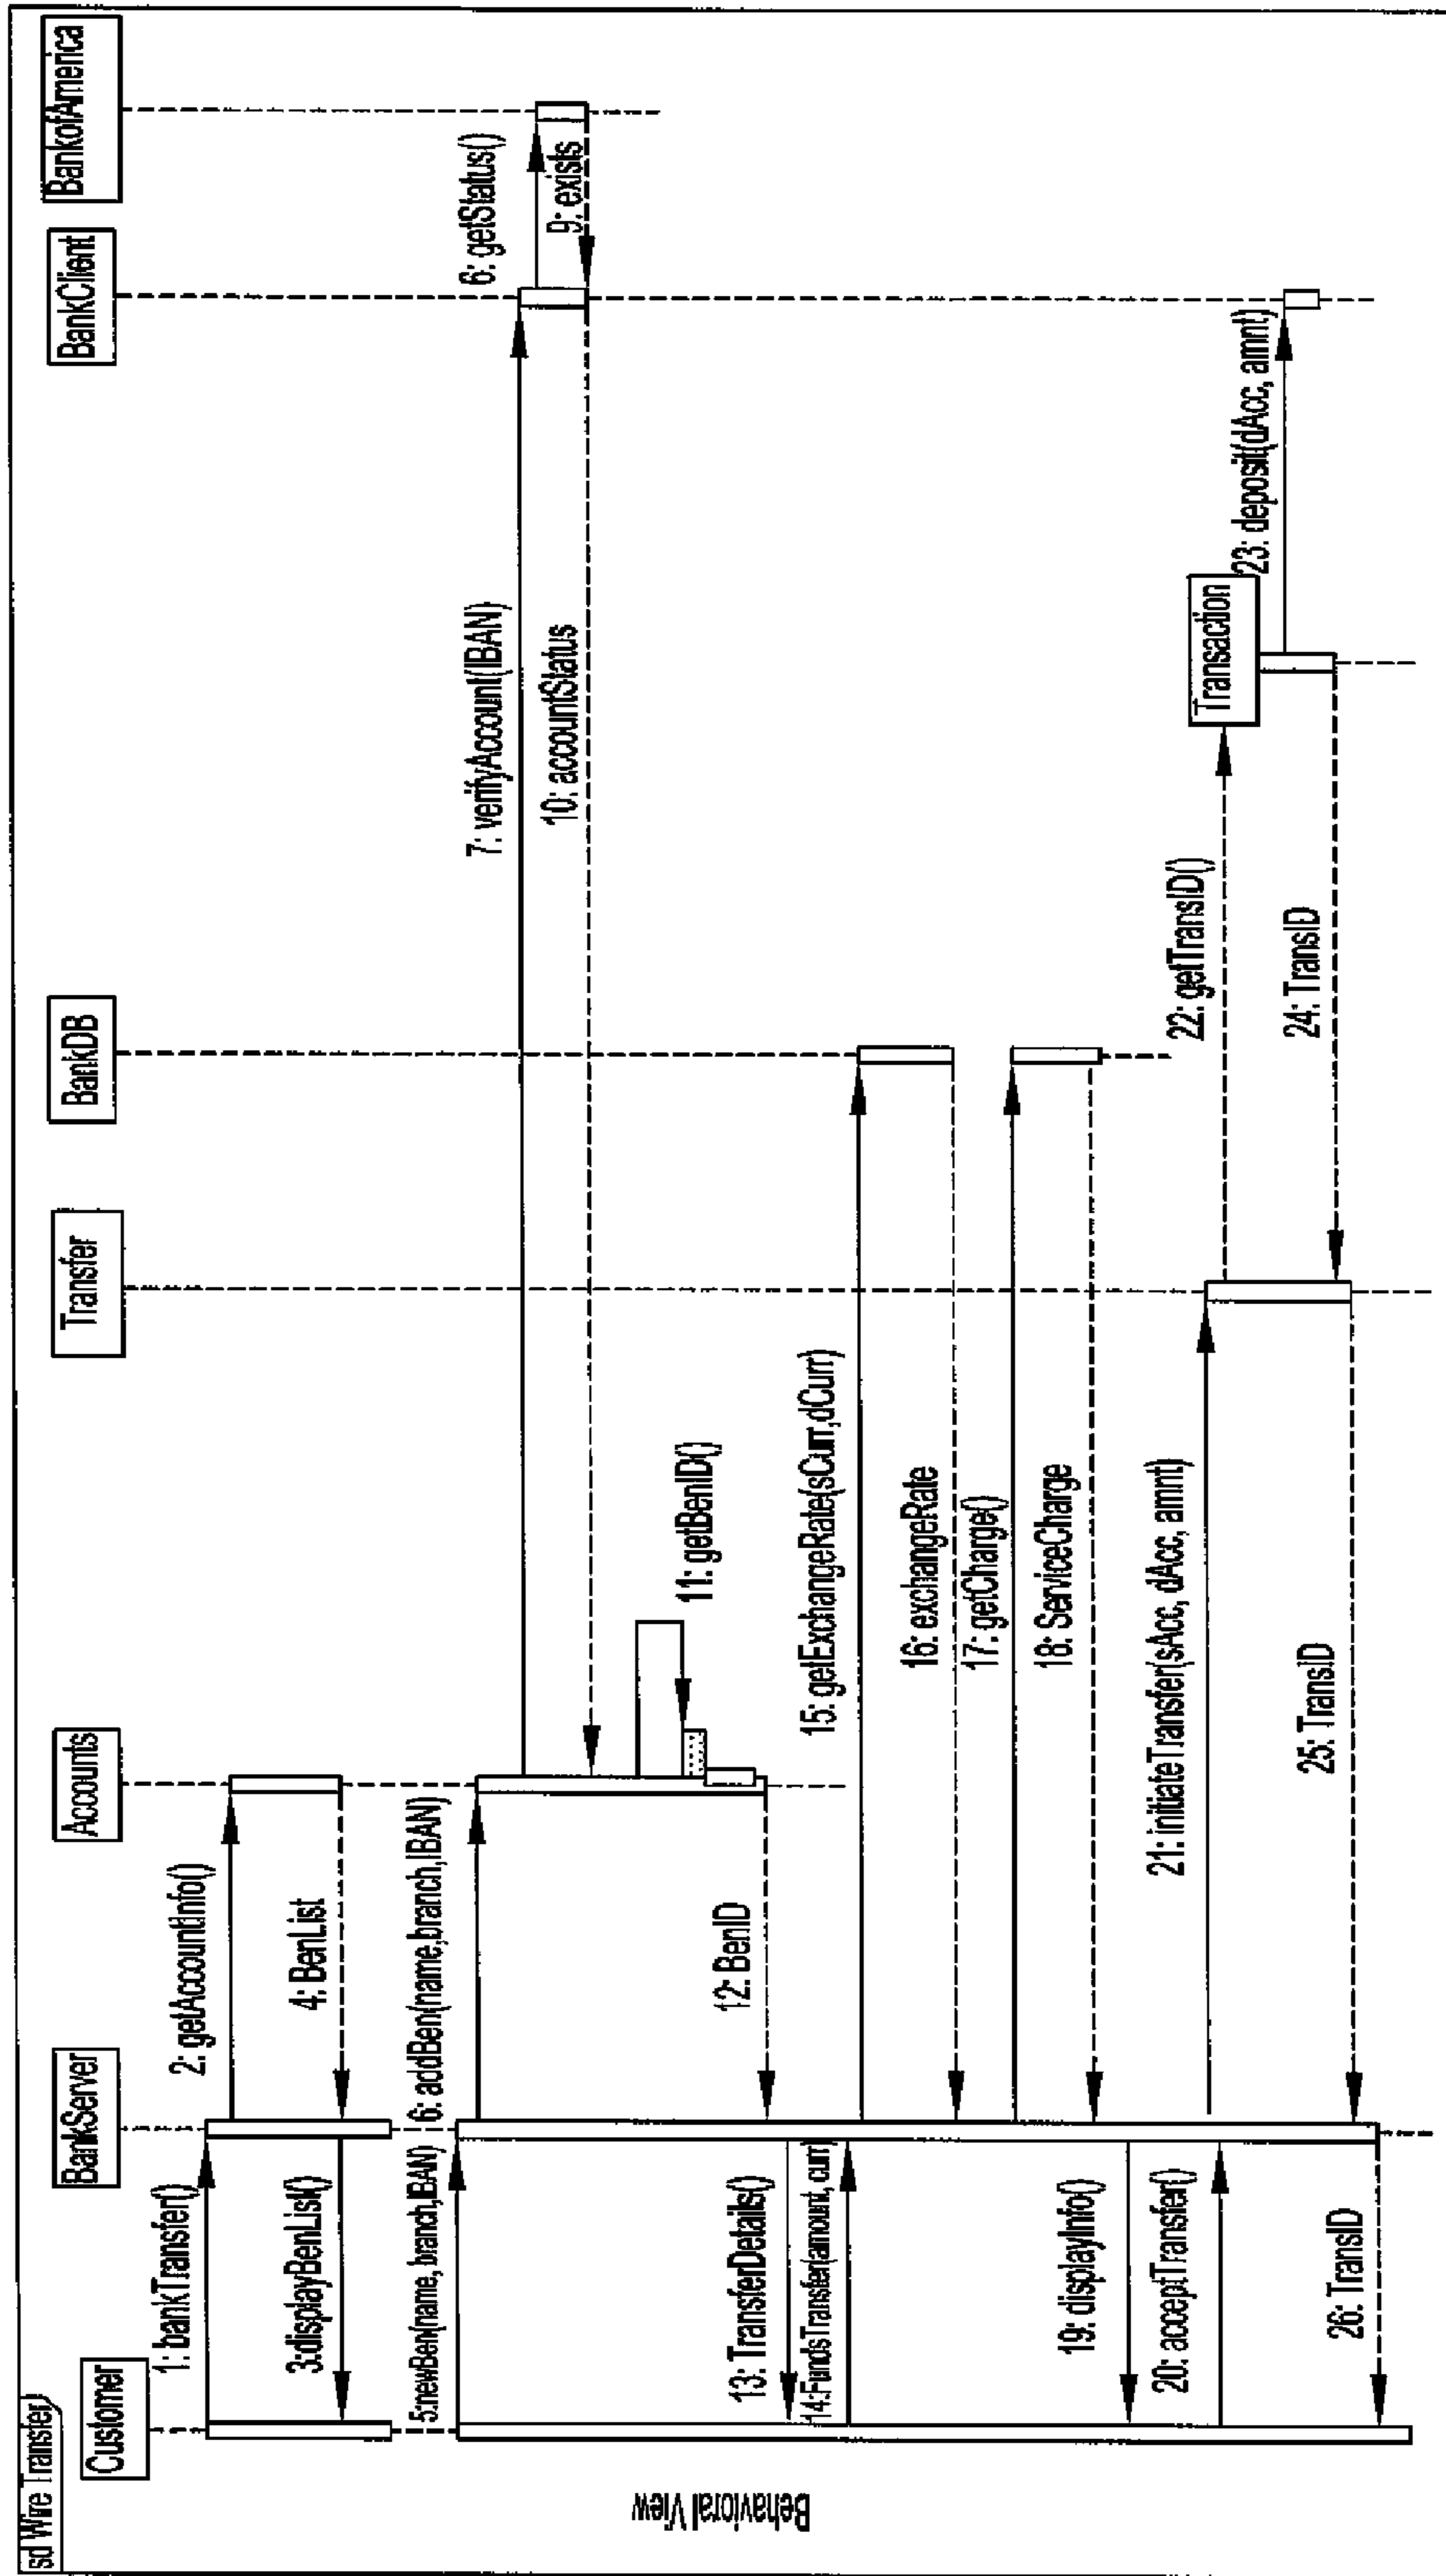 sd Wire Transfer
Customer
BankServer
Accounts
Transfer
BankDB
BankClient
BankofAmerica
1: bankTransfer()
2: getAccountInfo()
3:displayBenList()
4: BenList
5:newBen(name, branch,IBAN)
6: addBen(name,branch,IBAN)
7: verifyAccount(IBAN)
6: getStatus()
9: exists
10: accountStatus
11: getBenID()
12: BenID
13: TransferDetails()
14:FundsTransfer(amount, curr)
15: getExchangeRate(sCurr,dCurr)
16: exchangeRate
17: getCharge()
18: ServiceCharge
19: displayInfo()
20: acceptTransfer()
21: initiateTransfer(sAcc, dAcc, amnt)
22: getTransID()
Transaction
23: deposit(dAcc, amnt)
24: TransID
25: TransID
26: TransID
Behavioral View